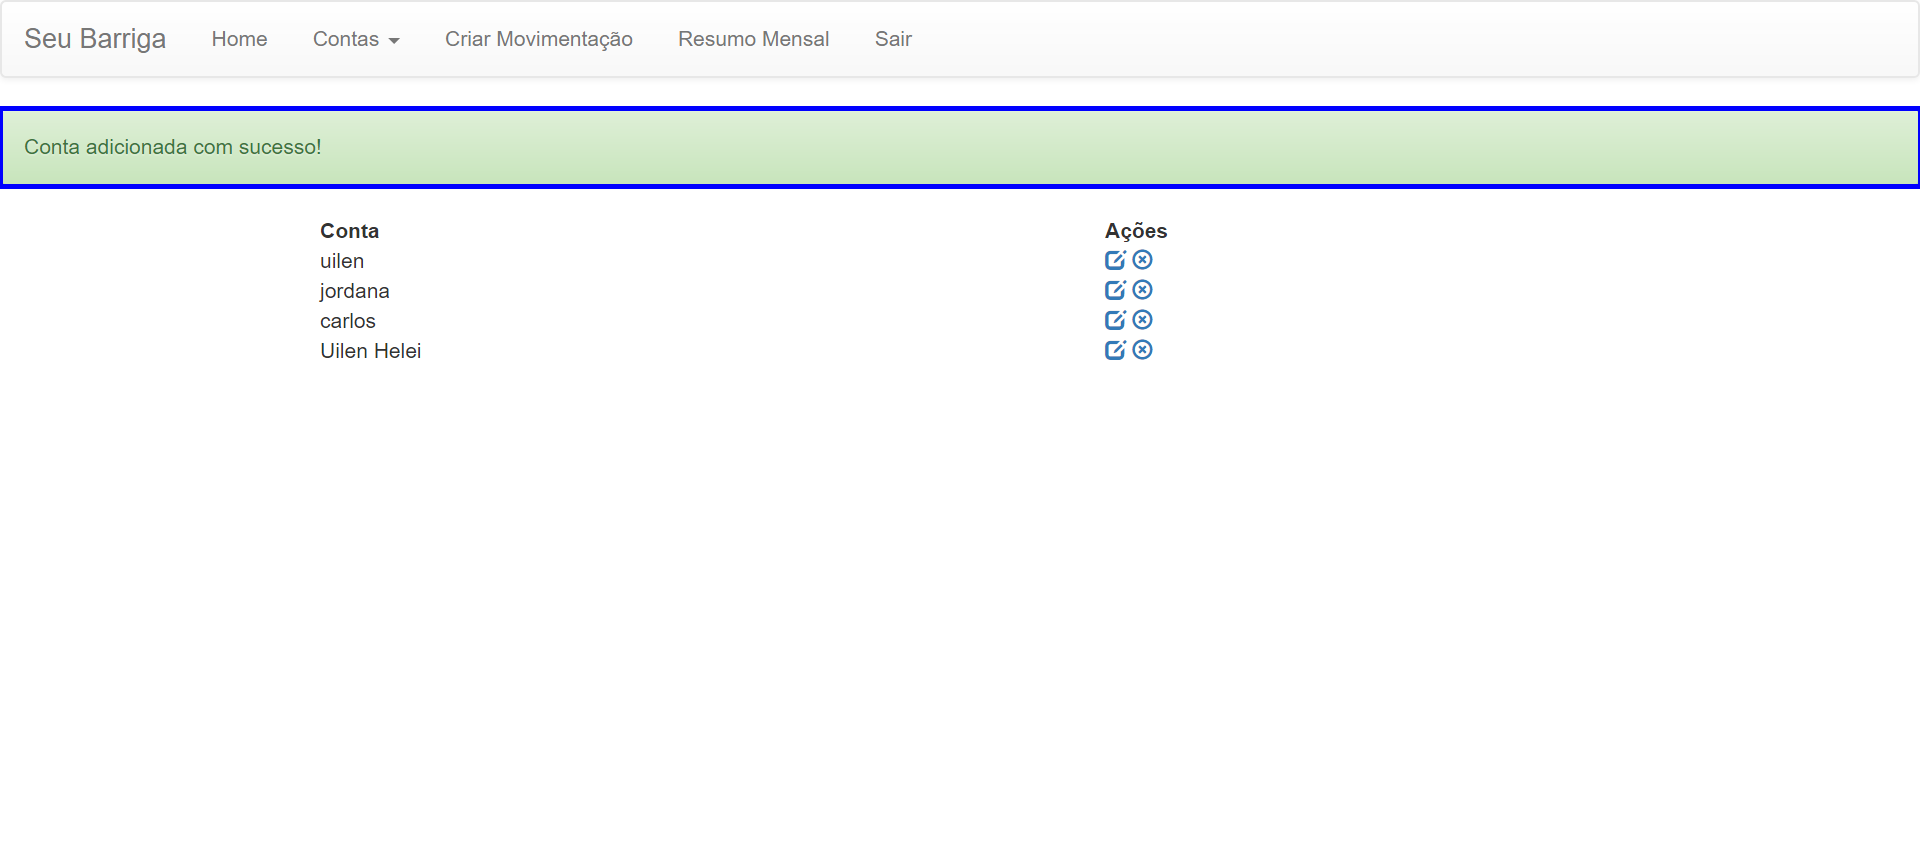 Seu Barriga Home Contas Criar Movimentação Resumo Mensal Sair
Conta adicionada com sucesso!
Conta Ações
uilen
jordana
carlos
Uilen Helei